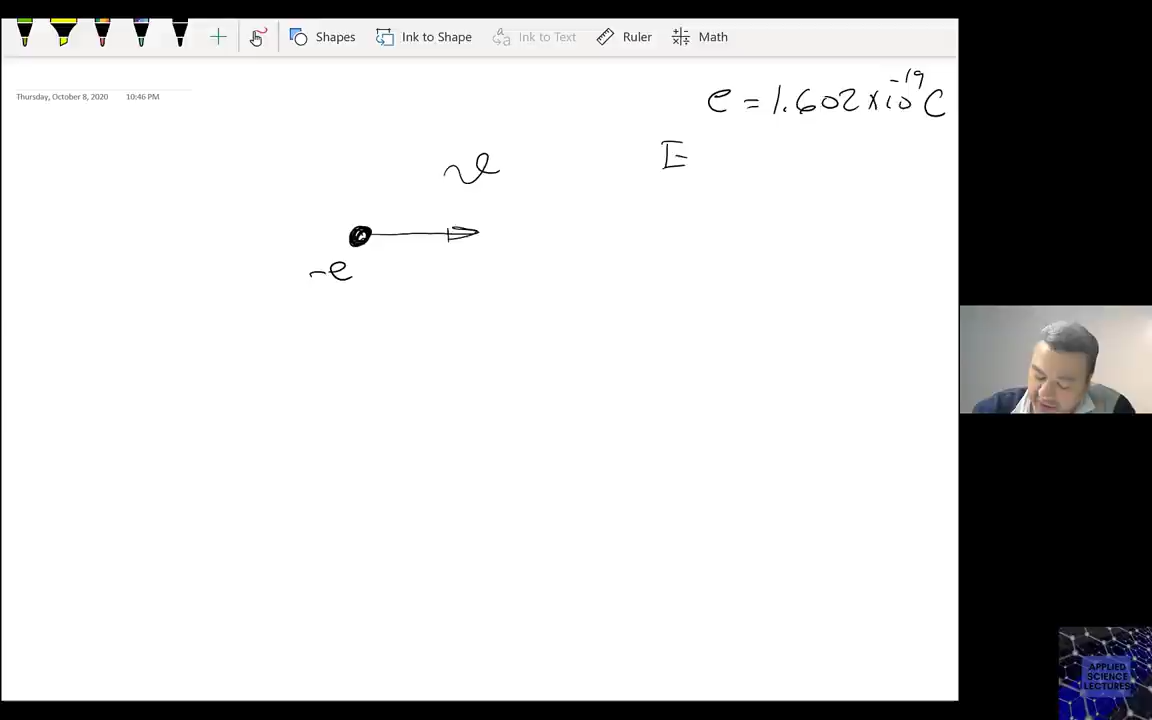 Shapes
Ink to Shape
Ink to Text
Ruler
Math
Thursday, October 8, 2020 10:46 PM
e = 1.602 × 10⁻¹⁹ C
E
v
-e
APPLIED
SCIENCE
LECTURES